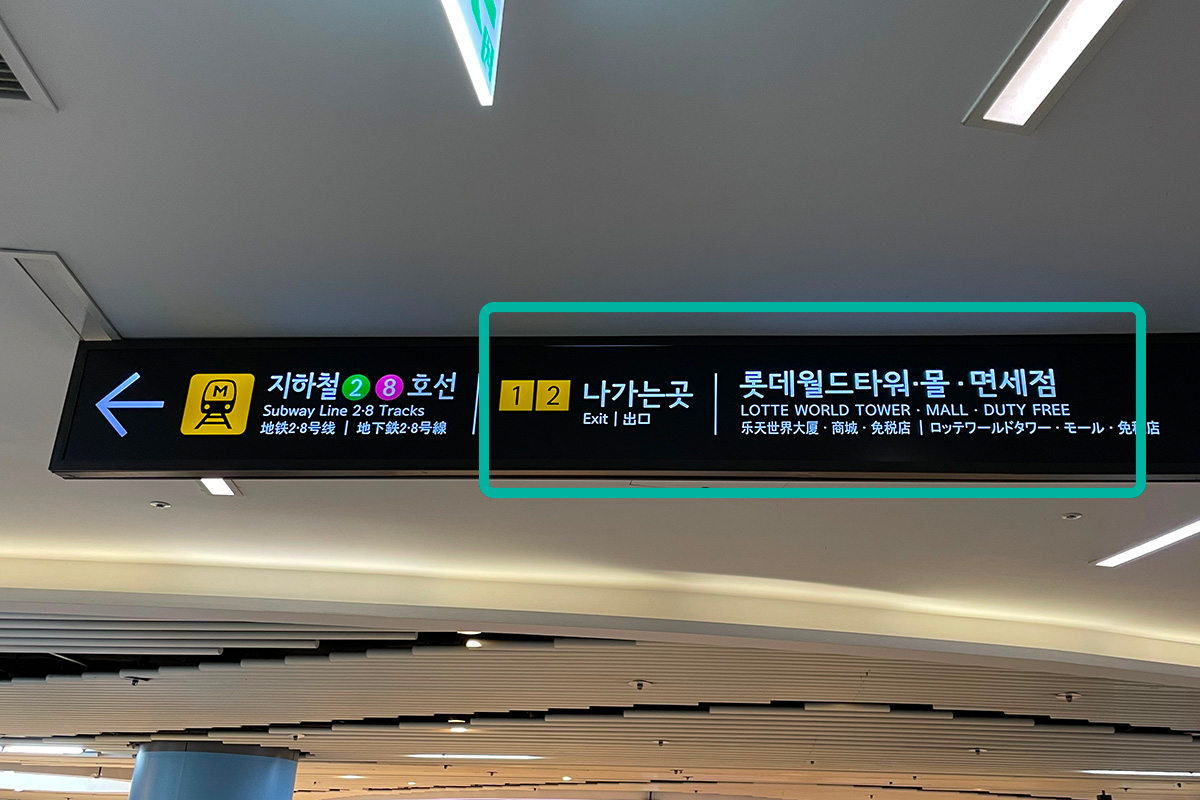 M 지하철 2 8 호선
Subway Line 2·8 Tracks
地铁2·8号线 | 地下鉄2·8号線
1 2 나가는곳
Exit | 出口
롯데월드타워·몰·면세점
LOTTE WORLD TOWER · MALL · DUTY FREE
乐天世界大厦 · 商城 · 免税店 | ロッテワールドタワー · モール · 免税店